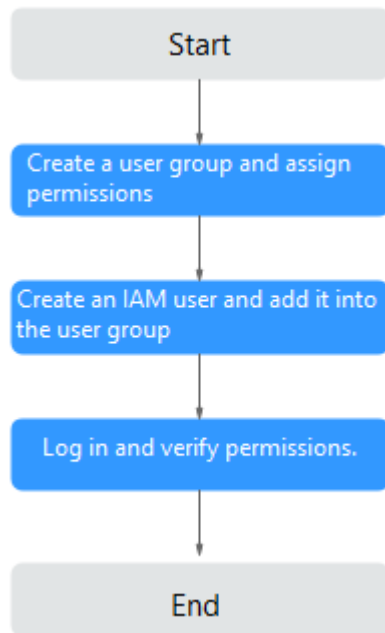 Start
Create a user group and assign
permissions
Create an IAM user and add it into
the user group
Log in and verify permissions.
End